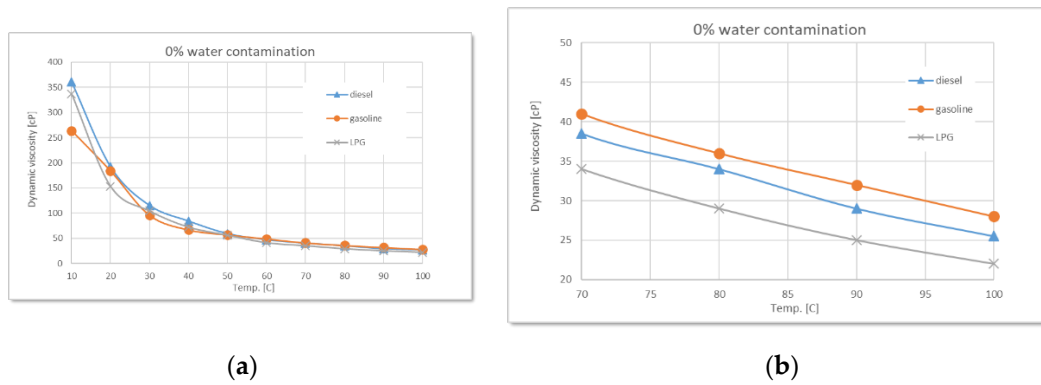 0% water contamination
400
350
300
250
200
150
100
50
0
Dynamic viscosity [cP]
diesel
gasoline
LPG
10 20 30 40 50 60 70 80 90 100
Temp. [C]
(a)
0% water contamination
50
45
40
35
30
25
20
Dynamic viscosity [cP]
diesel
gasoline
LPG
70 75 80 85 90 95 100
Temp. [C]
(b)